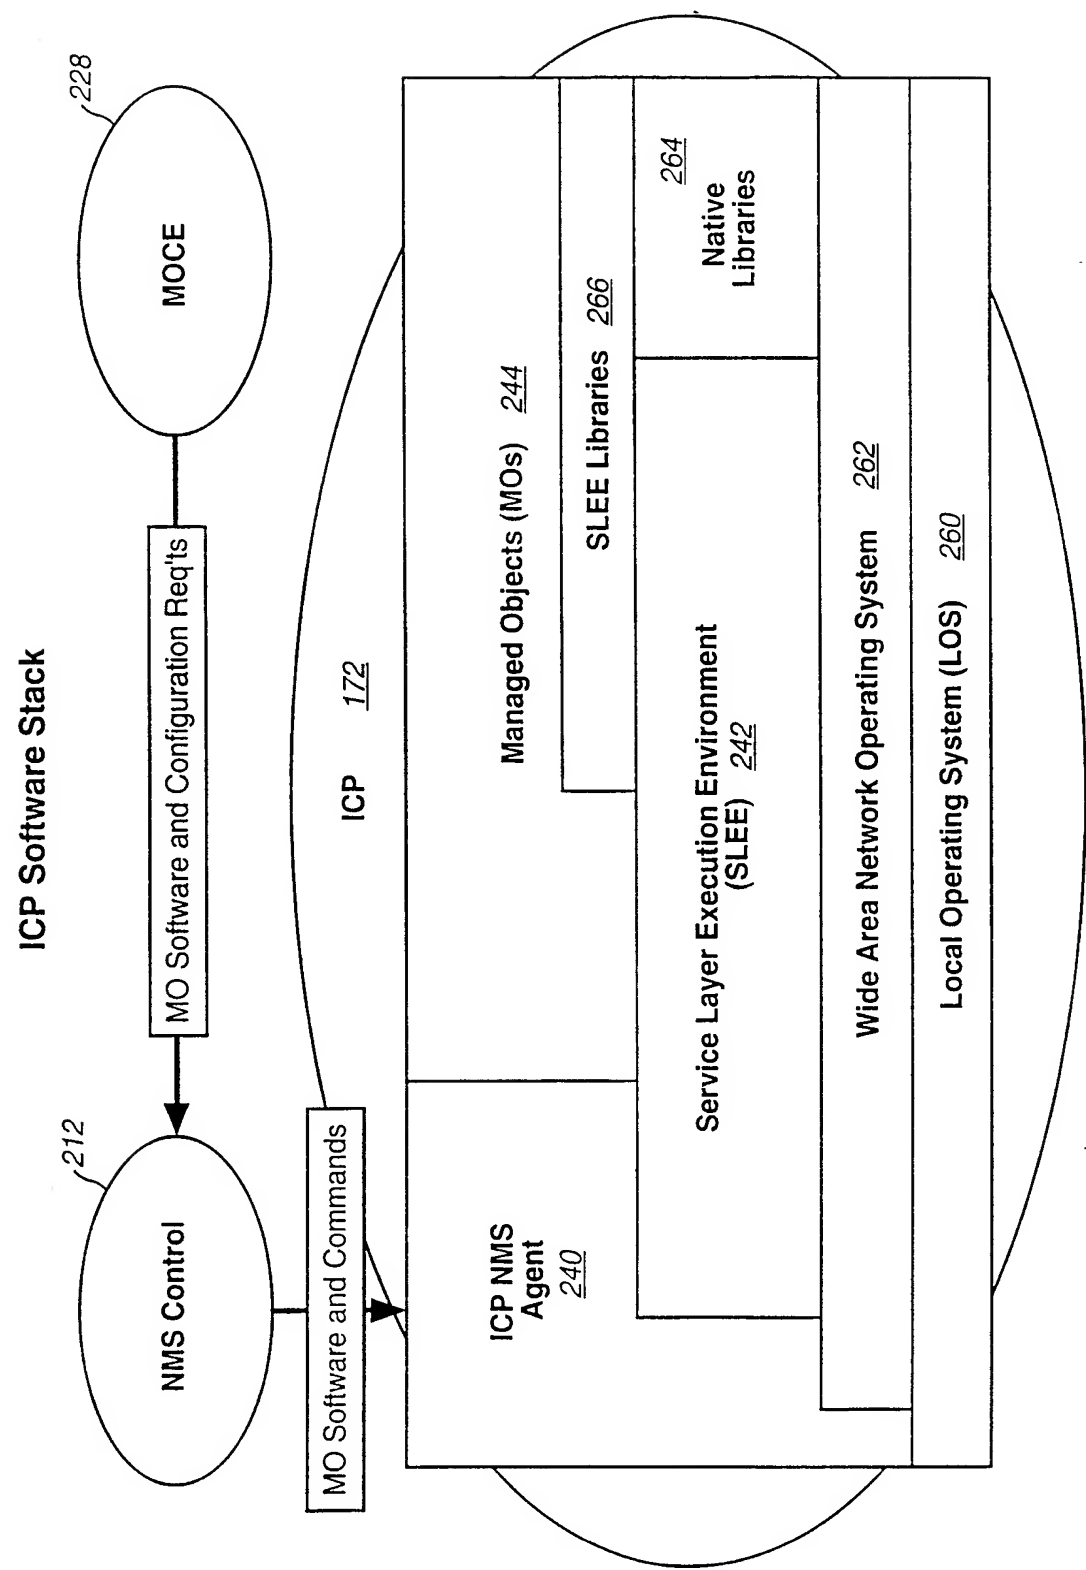 ICP Software Stack
212
228
NMS Control
MO Software and Configuration Req'ts
MOCE
MO Software and Commands
ICP 172
ICP NMS
Agent
240
Managed Objects (MOs) 244
SLEE Libraries 266
Service Layer Execution Environment
(SLEE) 242
264
Native
Libraries
Wide Area Network Operating System 262
Local Operating System (LOS) 260